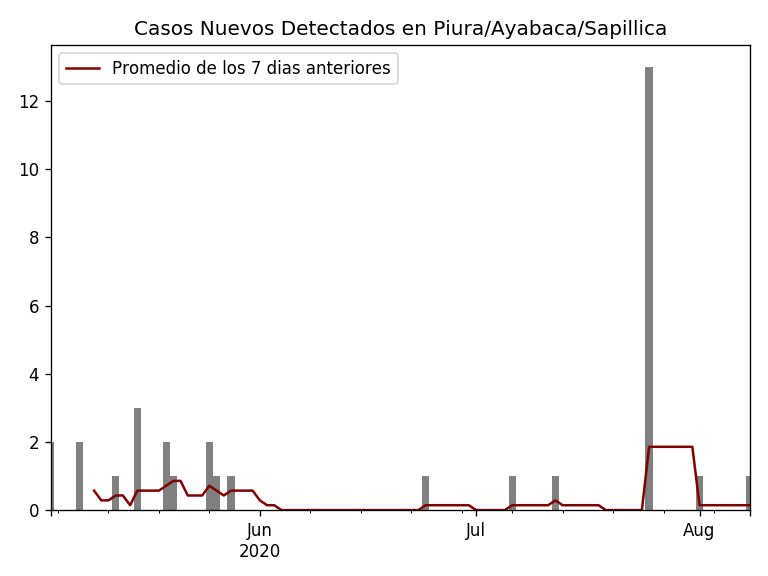 Casos Nuevos Detectados en Piura/Ayabaca/Sapillica
Promedio de los 7 dias anteriores
12
10
8
6
4
2
0
Jun
2020
Jul
Aug